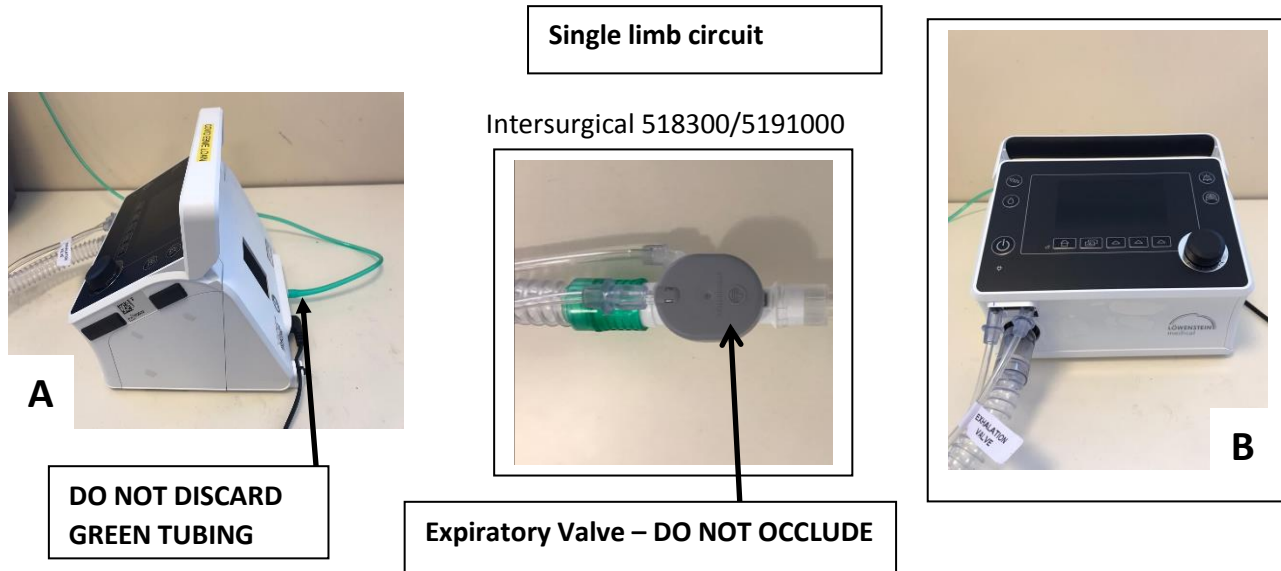 Single limb circuit
Intersurgical 518300/5191000
A
DO NOT DISCARD
GREEN TUBING
Expiratory Valve – DO NOT OCCLUDE
EXHALATION
VALVE
LÖWENSTEIN
medical
B